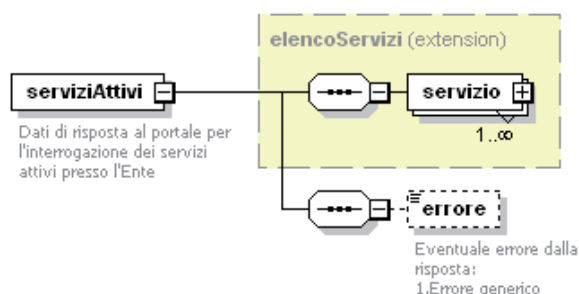 elencoServizi (extension)
serviziAttivi
servizio
1..∞
Dati di risposta al portale per
l'interrogazione dei servizi
attivi presso l'Ente
errore
Eventuale errore dalla
risposta:
1.Errore generico